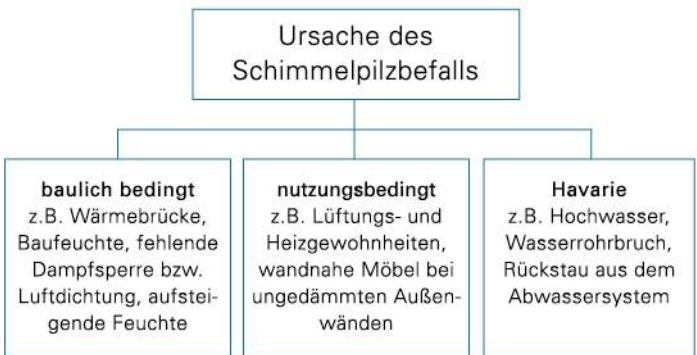 Ursache des
Schimmelpilzbefalls
baulich bedingt
z.B. Wärmebrücke,
Baufeuchte, fehlende
Dampfsperre bzw.
Luftdichtung, aufstei-
gende Feuchte
nutzungsbedingt
z.B. Lüftungs- und
Heizgewohnheiten,
wandnahe Möbel bei
ungedämmten Außen-
wänden
Havarie
z.B. Hochwasser,
Wasserrohrbruch,
Rückstau aus dem
Abwassersystem